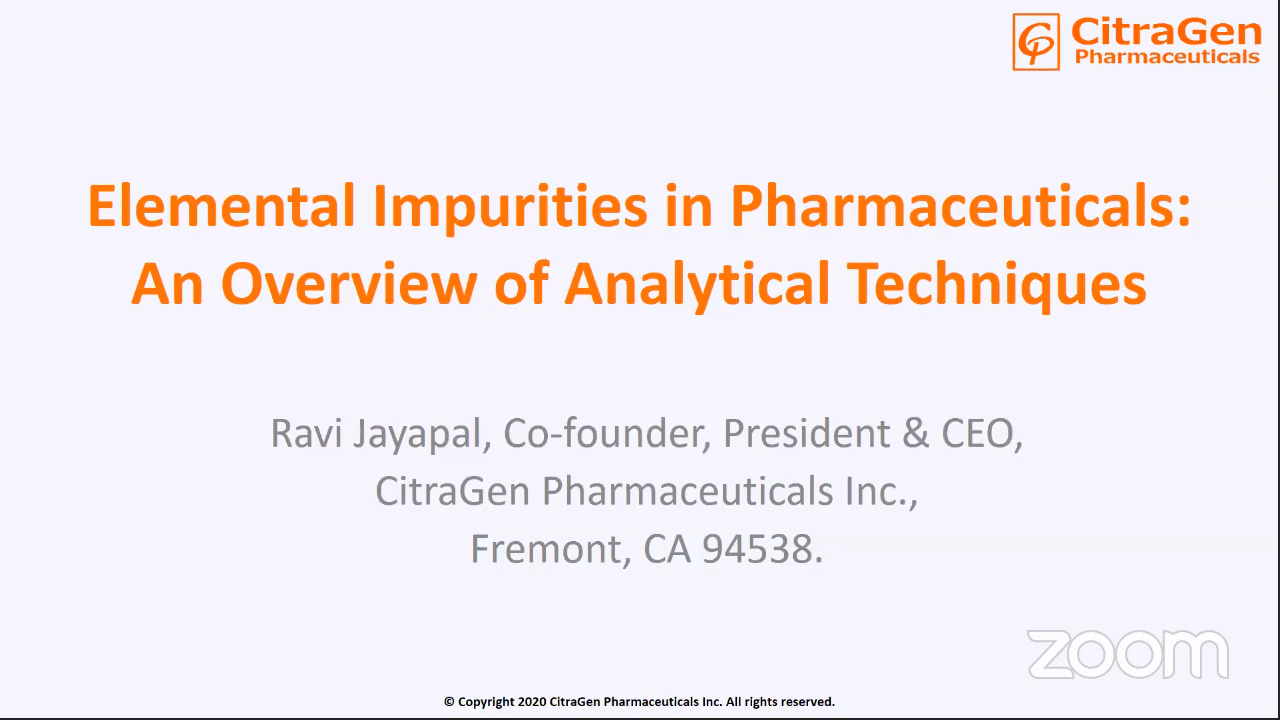 CitraGen
Pharmaceuticals
Elemental Impurities in Pharmaceuticals:
An Overview of Analytical Techniques
Ravi Jayapal, Co-founder, President & CEO,
CitraGen Pharmaceuticals Inc.,
Fremont, CA 94538.
zoom
© Copyright 2020 CitraGen Pharmaceuticals Inc. All rights reserved.